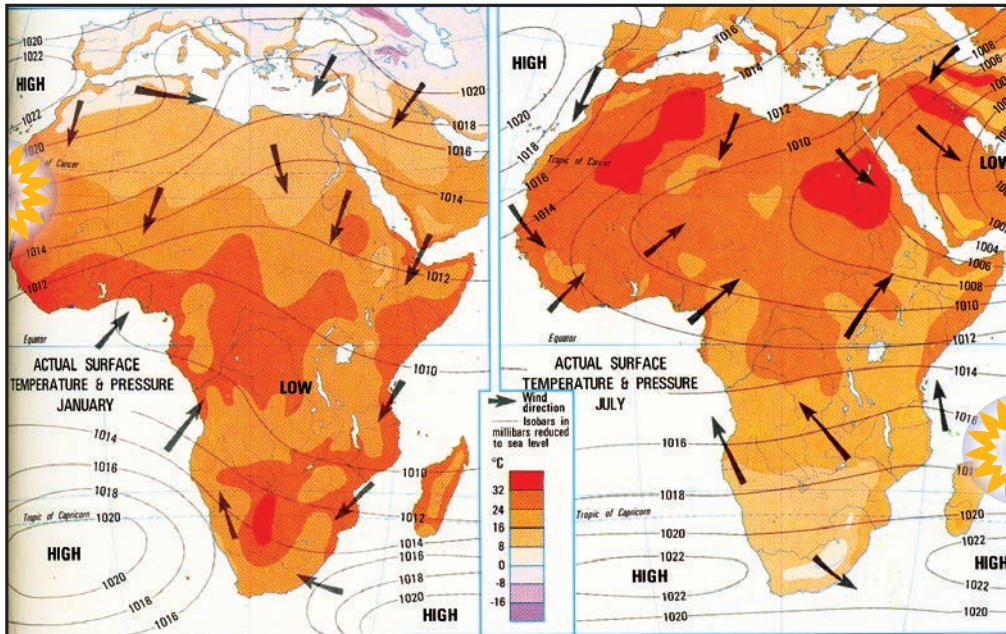 1020
1022
HIGH
1022
1020
1020
1018
1016
1014
of Cancer
1014
1012
1012
Equator
ACTUAL SURFACE
TEMPERATURE & PRESSURE
JANUARY
LOW
1010
1014
1016
1018
1020
Tropic of Capricorn
HIGH
1020
1018
1016
1010
1012
1014
1016
1018
1020
HIGH
Wind
direction
Isobars in
millibars reduced
to sea level
°C
32
24
16
8
0
-8
-16
HIGH
1020
1018
1016
1014
1016
1014
1012
1010
1008
1006
1004
LOW
Tropic of Cancer
1004
1006
1008
1010
1012
1014
Equator
ACTUAL SURFACE
TEMPERATURE & PRESSURE
JULY
1016
1016
1018
1020
Tropic of Capricorn
1020
1022
HIGH
1022
1020
1022
HIGH
1022
1020